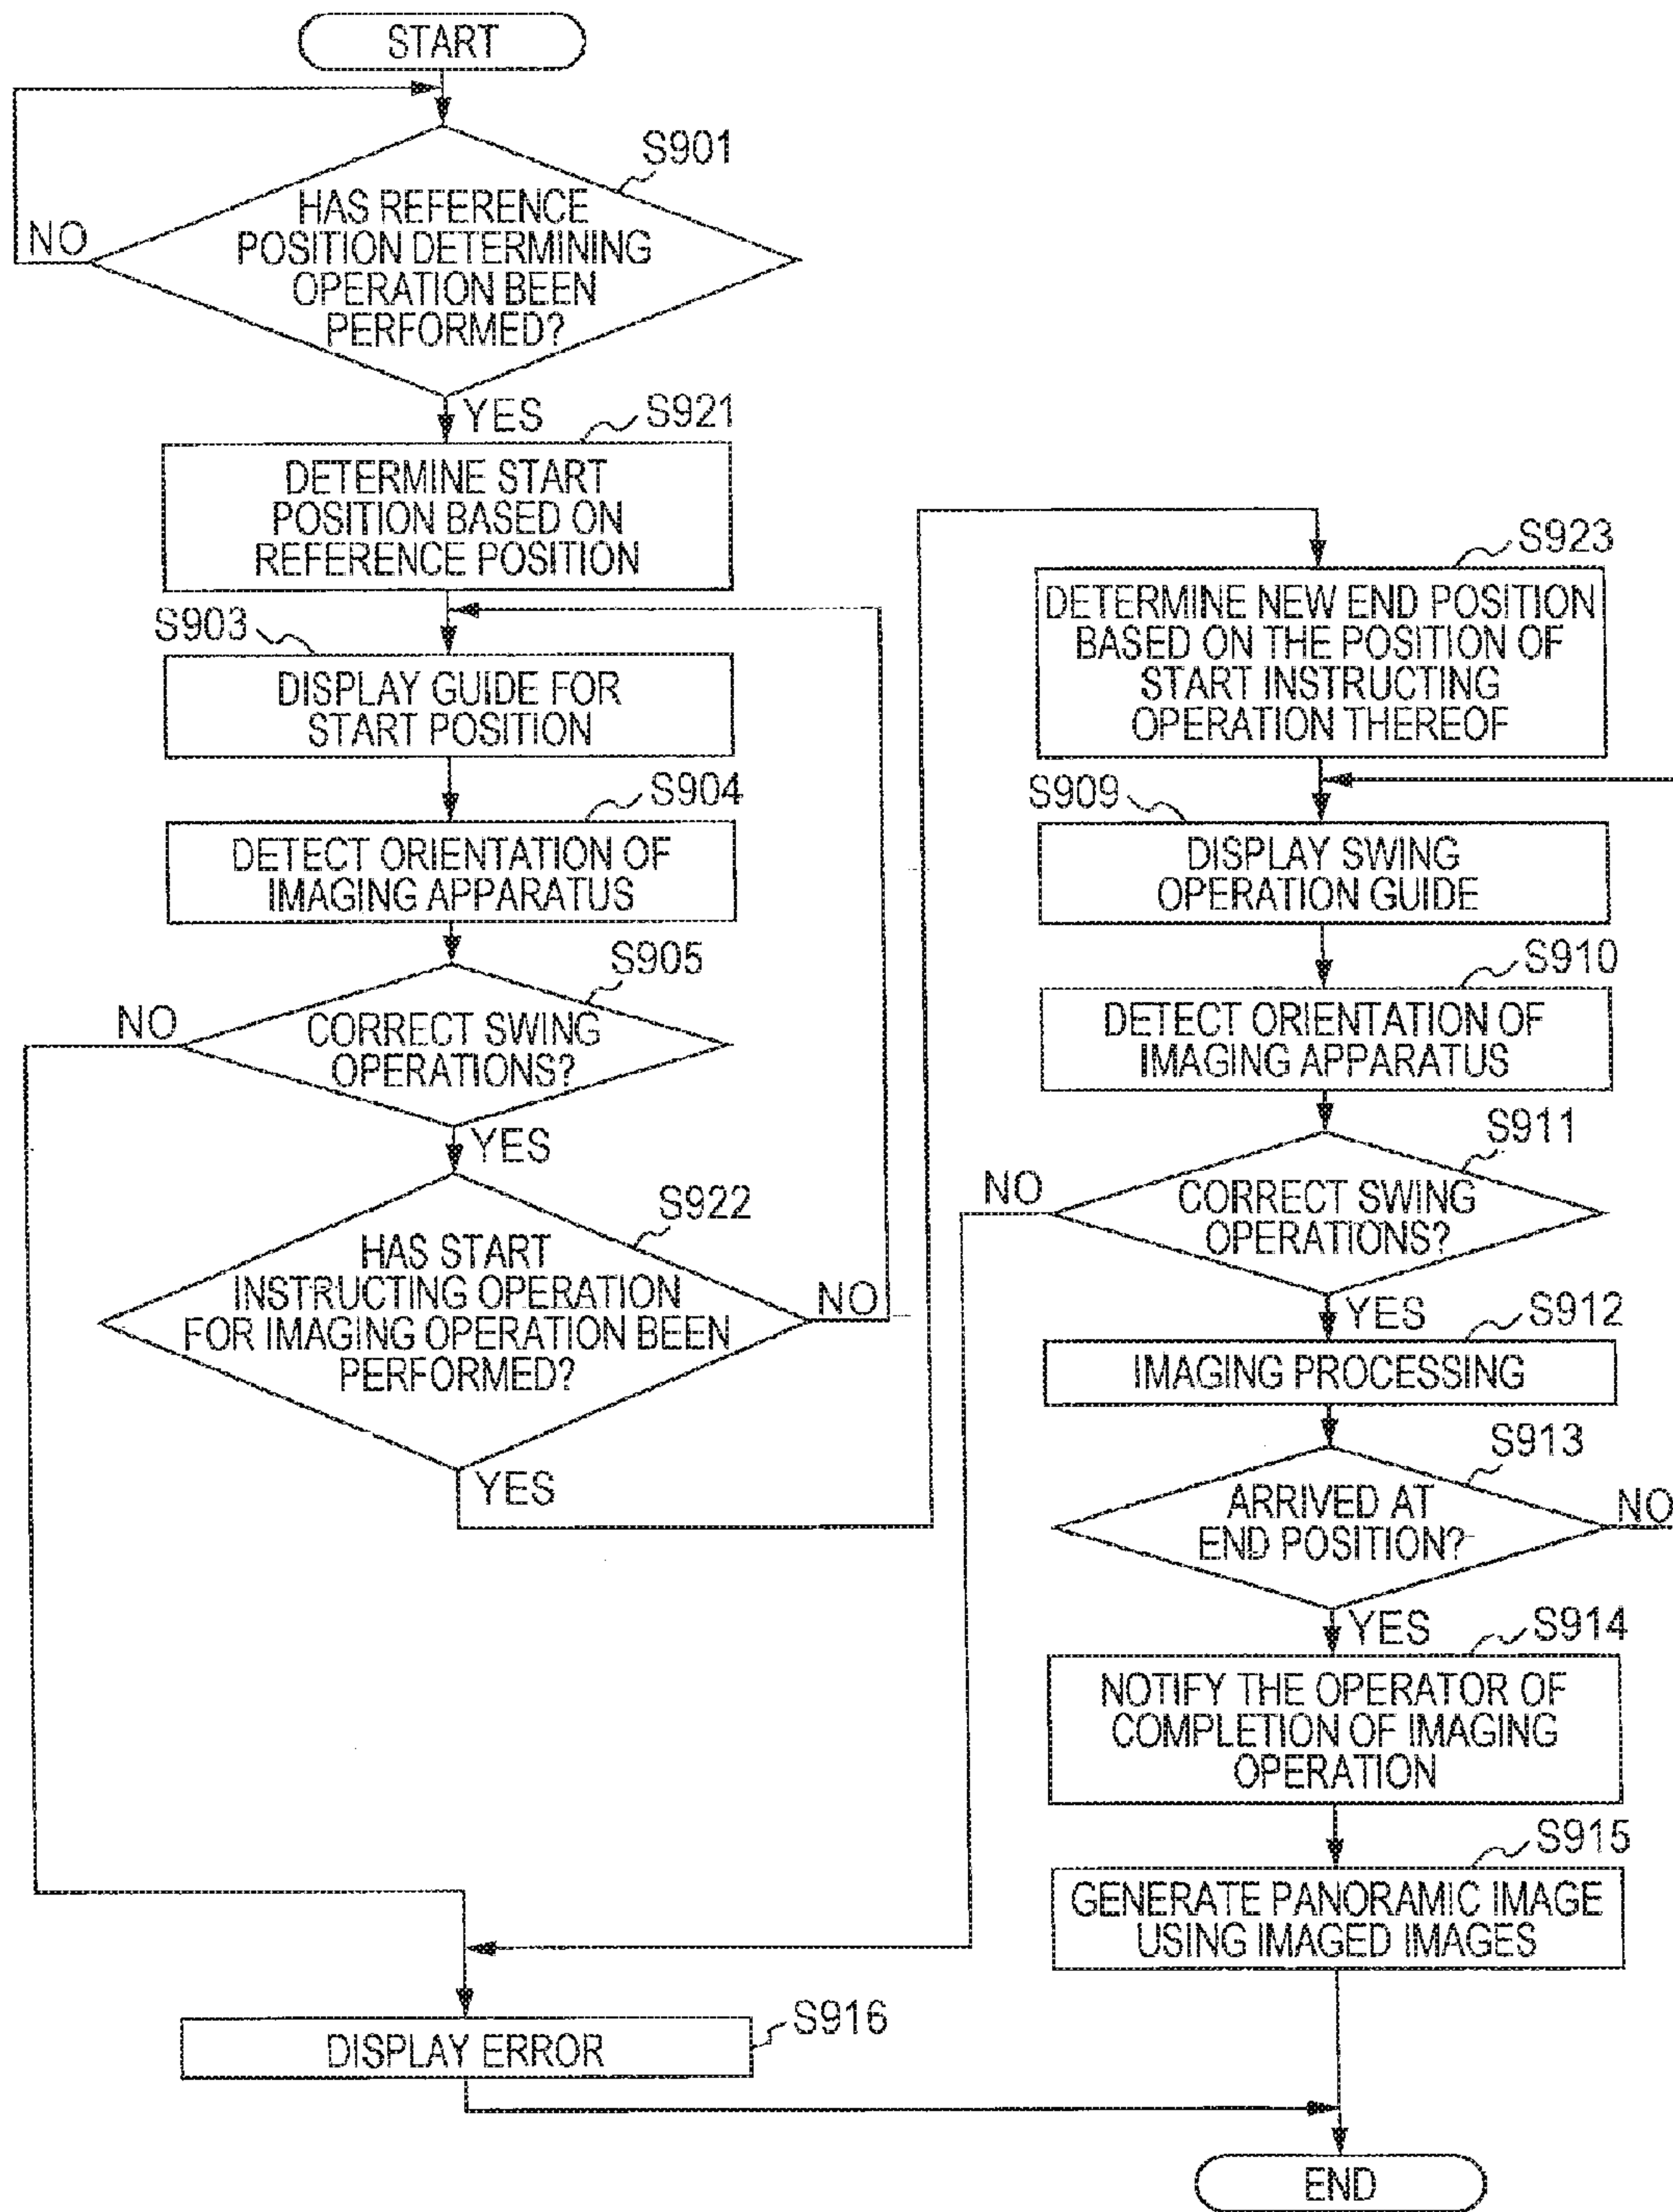 START
S901
HAS REFERENCE
POSITION DETERMINING
OPERATION BEEN
PERFORMED?
NO
YES
S921
DETERMINE START
POSITION BASED ON
REFERENCE POSITION
S903
DISPLAY GUIDE FOR
START POSITION
S904
DETECT ORIENTATION OF
IMAGING APPARATUS
S905
NO
CORRECT SWING
OPERATIONS?
YES
S922
HAS START
INSTRUCTING OPERATION
FOR IMAGING OPERATION BEEN
PERFORMED?
NO
YES
S923
DETERMINE NEW END POSITION
BASED ON THE POSITION OF
START INSTRUCTING
OPERATION THEREOF
S909
DISPLAY SWING
OPERATION GUIDE
S910
DETECT ORIENTATION OF
IMAGING APPARATUS
S911
NO
CORRECT SWING
OPERATIONS?
YES
S912
IMAGING PROCESSING
S913
ARRIVED AT
END POSITION?
NO
YES
S914
NOTIFY THE OPERATOR OF
COMPLETION OF IMAGING
OPERATION
S915
GENERATE PANORAMIC IMAGE
USING IMAGED IMAGES
S916
DISPLAY ERROR
END